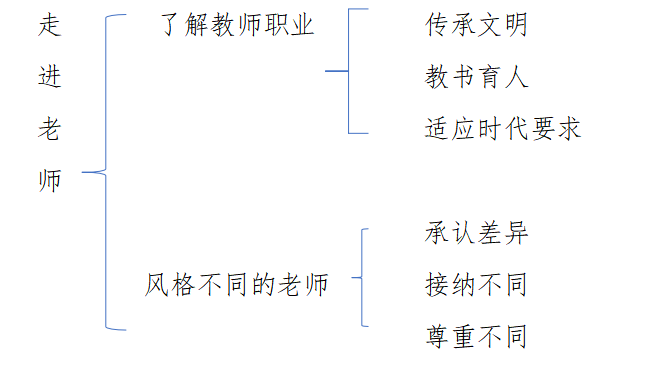 走进老师
了解教师职业
传承文明
教书育人
适应时代要求
风格不同的老师
承认差异
接纳不同
尊重不同